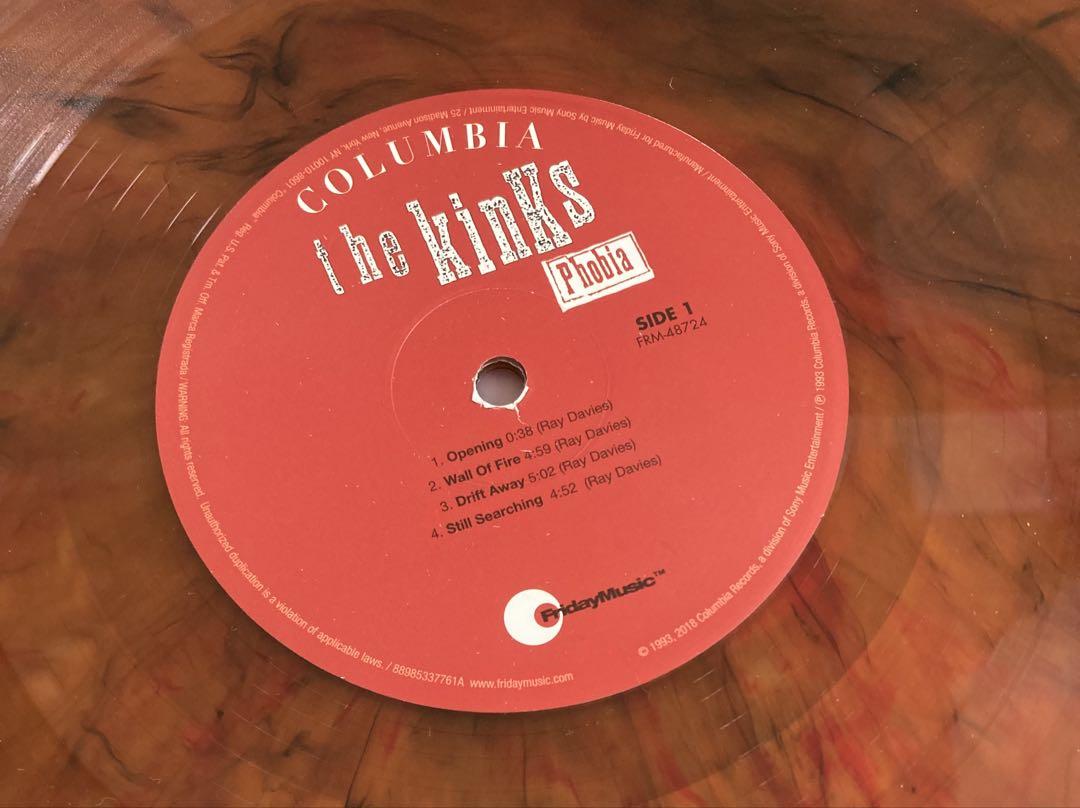 COLUMBIA
the kinKs
Phobia
SIDE 1
FRM-48724
1. Opening 0:38 (Ray Davies)
2. Wall Of Fire 4:59 (Ray Davies)
3. Drift Away 5:02 (Ray Davies)
4. Still Searching 4:52 (Ray Davies)
FridayMusic™
© 1993, 2018 Columbia Records, a division of Sony Music Entertainment / ℗ 1993 Columbia Records, a division of Sony Music Entertainment / Manufactured for Friday Music by Sony Music Entertainment / 25 Madison Avenue, New York, NY 10010-8601 "Columbia" Reg. U.S. Pat. & Tm. Off. Marca Registrada / WARNING: All rights reserved. Unauthorized duplication is a violation of applicable laws. / 88985337761A www.fridaymusic.com